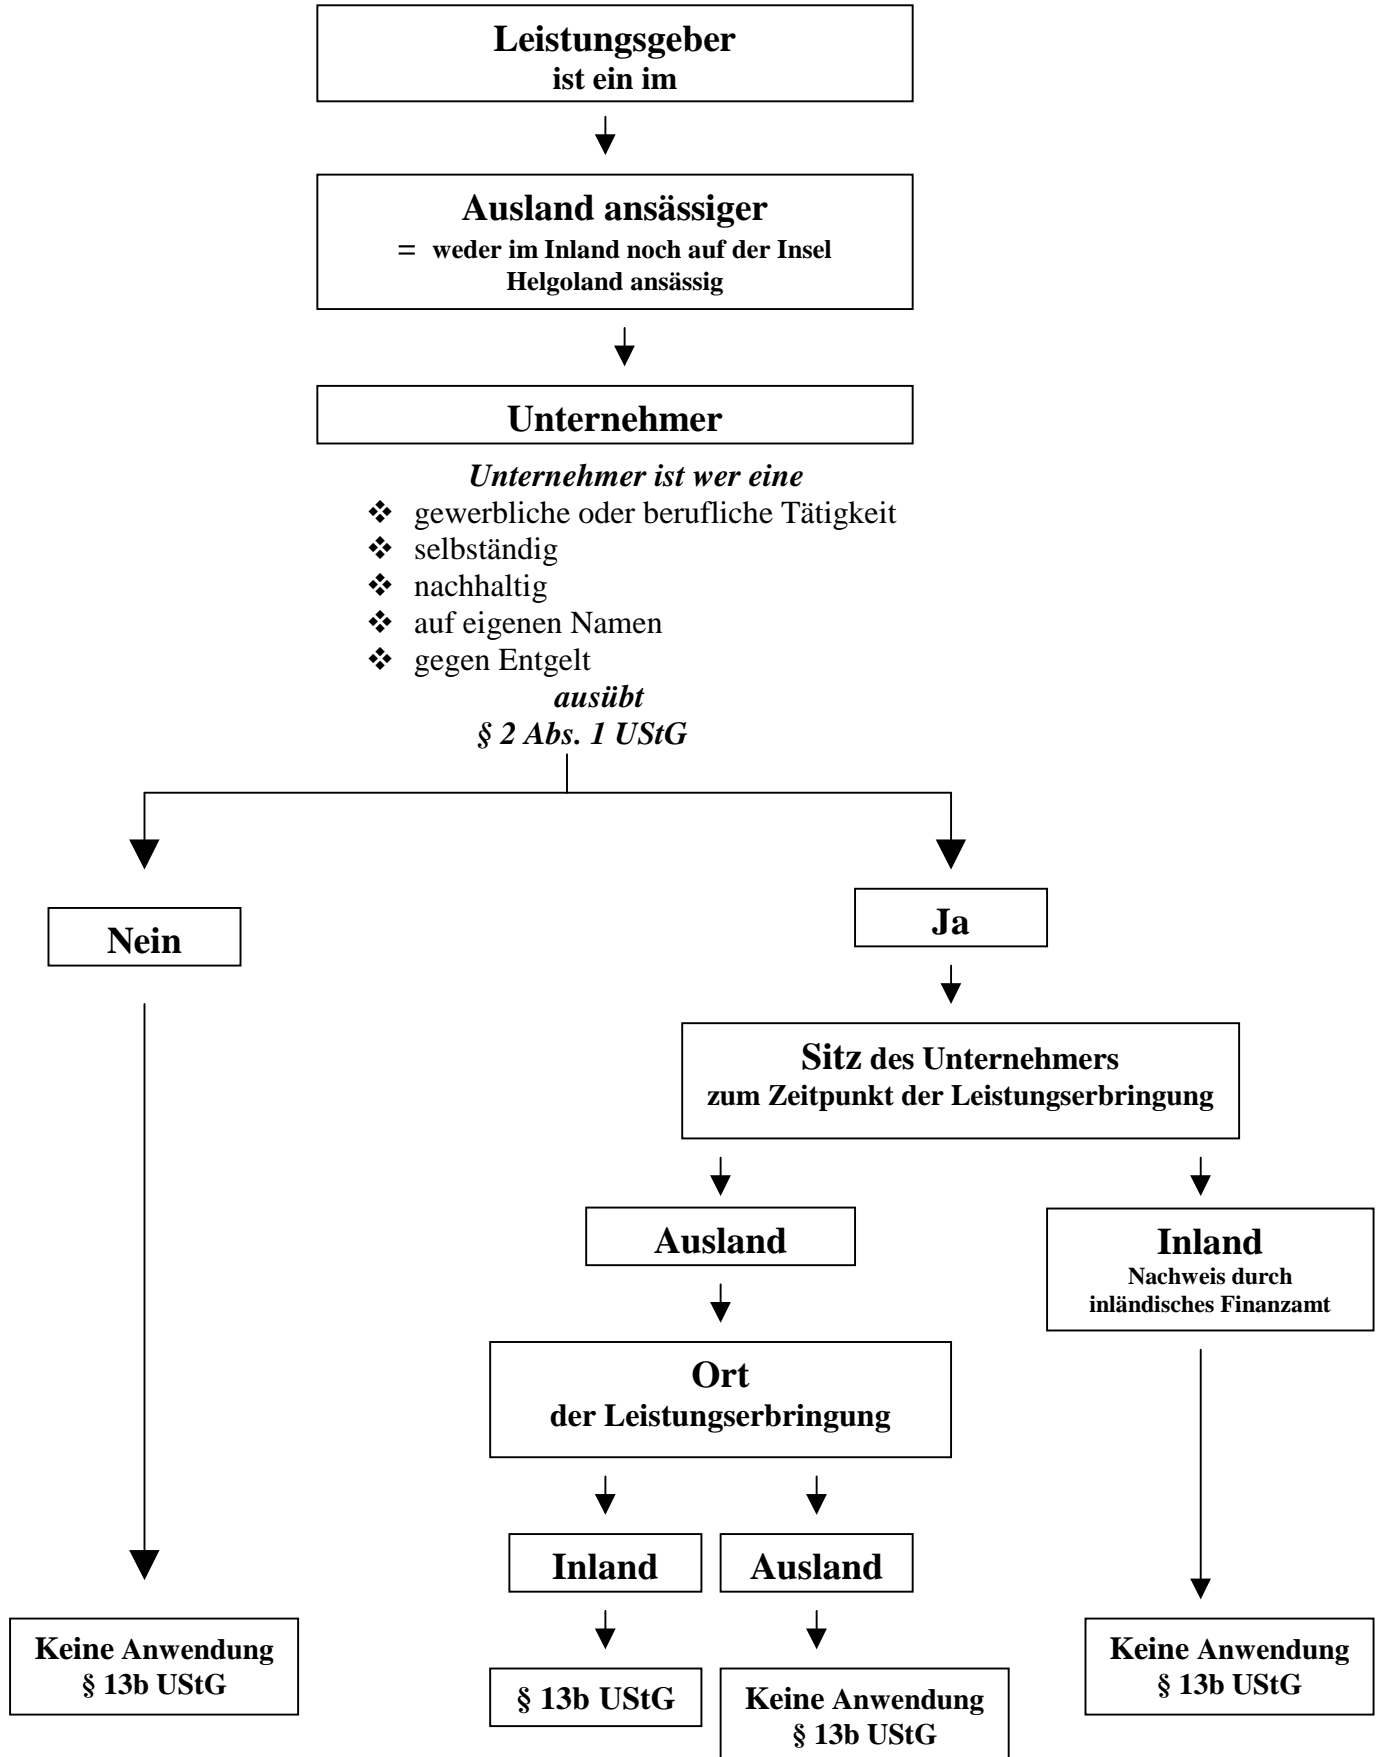 Leistungsgeber
ist ein im
Ausland ansässiger
= weder im Inland noch auf der Insel
Helgoland ansässig
Unternehmer
Unternehmer ist wer eine
❖ gewerbliche oder berufliche Tätigkeit
❖ selbständig
❖ nachhaltig
❖ auf eigenen Namen
❖ gegen Entgelt
ausübt
§ 2 Abs. 1 UStG
Nein
Ja
Sitz des Unternehmers
zum Zeitpunkt der Leistungserbringung
Ausland
Inland
Nachweis durch
inländisches Finanzamt
Ort
der Leistungserbringung
Inland
Ausland
Keine Anwendung
§ 13b UStG
§ 13b UStG
Keine Anwendung
§ 13b UStG
Keine Anwendung
§ 13b UStG